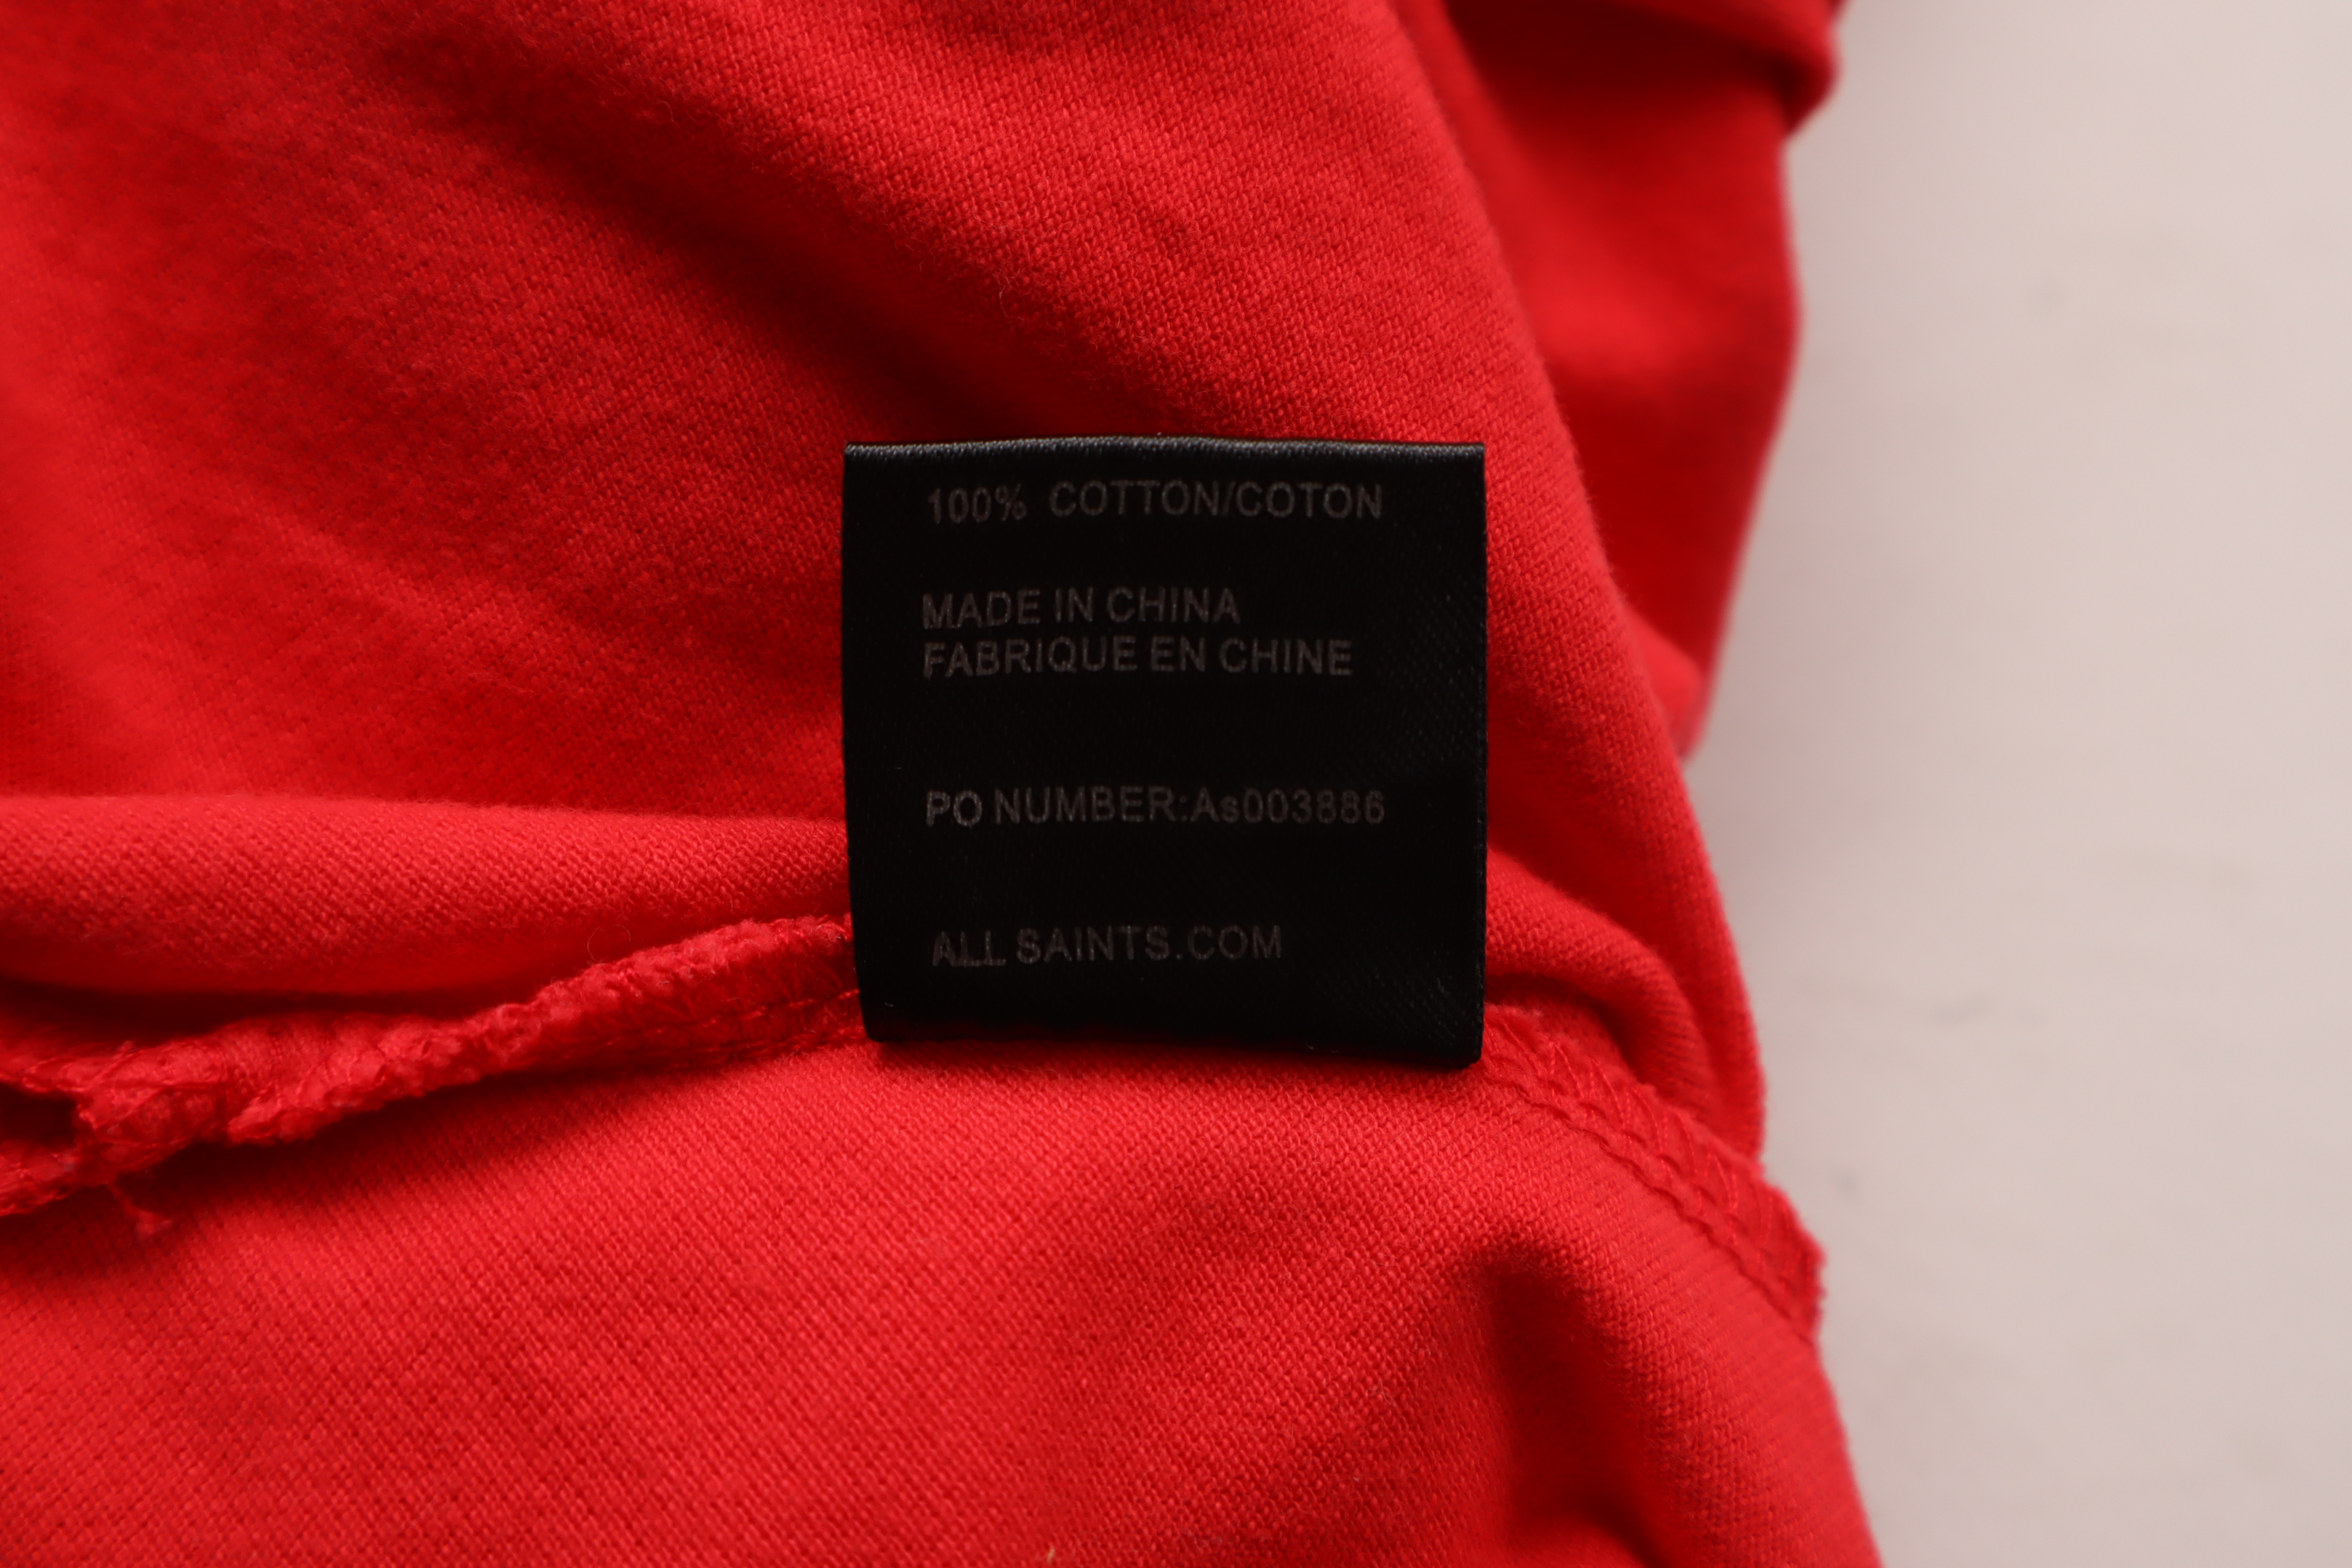 100% COTTON/COTON
MADE IN CHINA
FABRIQUE EN CHINE
PO NUMBER:As003886
ALL SAINTS.COM